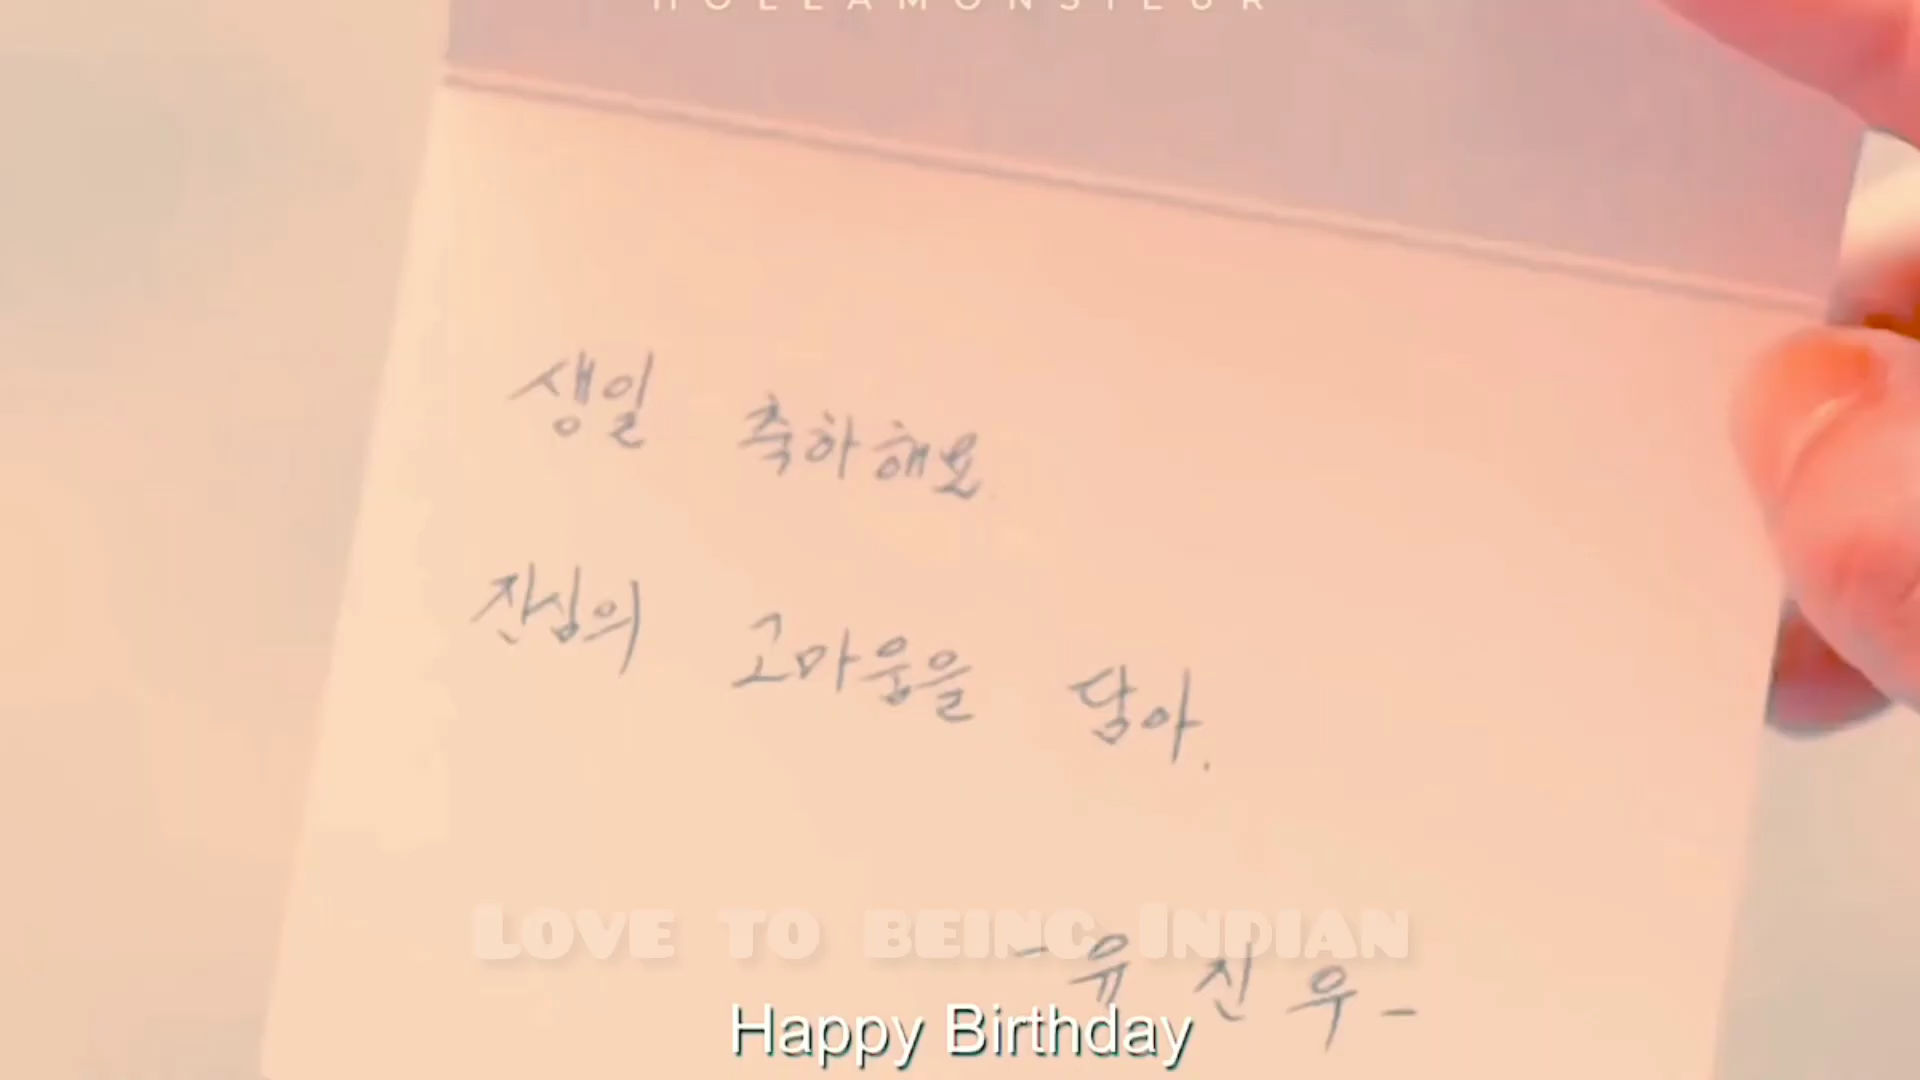 HOLLAMONSIEUR
생일 축하해요
진심의 고마움을 담아.
LOVE TO BEING INDIAN
- 유 진 우 -
Happy Birthday